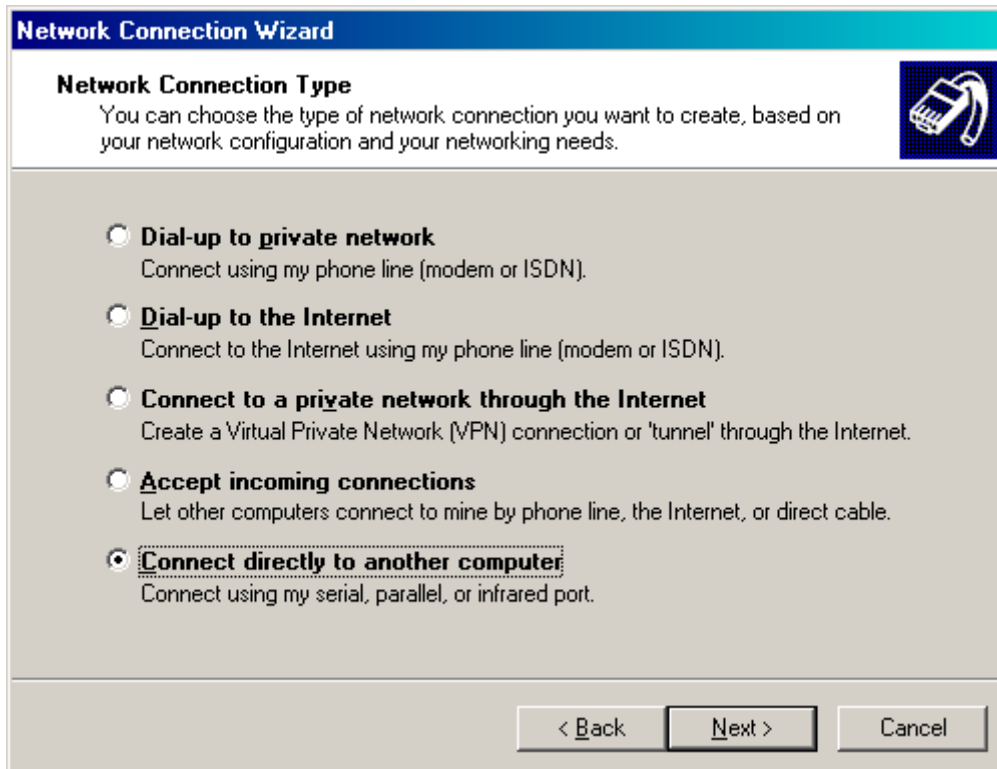 Network Connection Wizard
Network Connection Type
You can choose the type of network connection you want to create, based on
your network configuration and your networking needs.
Dial-up to private network
Connect using my phone line (modem or ISDN).
Dial-up to the Internet
Connect to the Internet using my phone line (modem or ISDN).
Connect to a private network through the Internet
Create a Virtual Private Network (VPN) connection or 'tunnel' through the Internet.
Accept incoming connections
Let other computers connect to mine by phone line, the Internet, or direct cable.
Connect directly to another computer
Connect using my serial, parallel, or infrared port.
< Back Next > Cancel